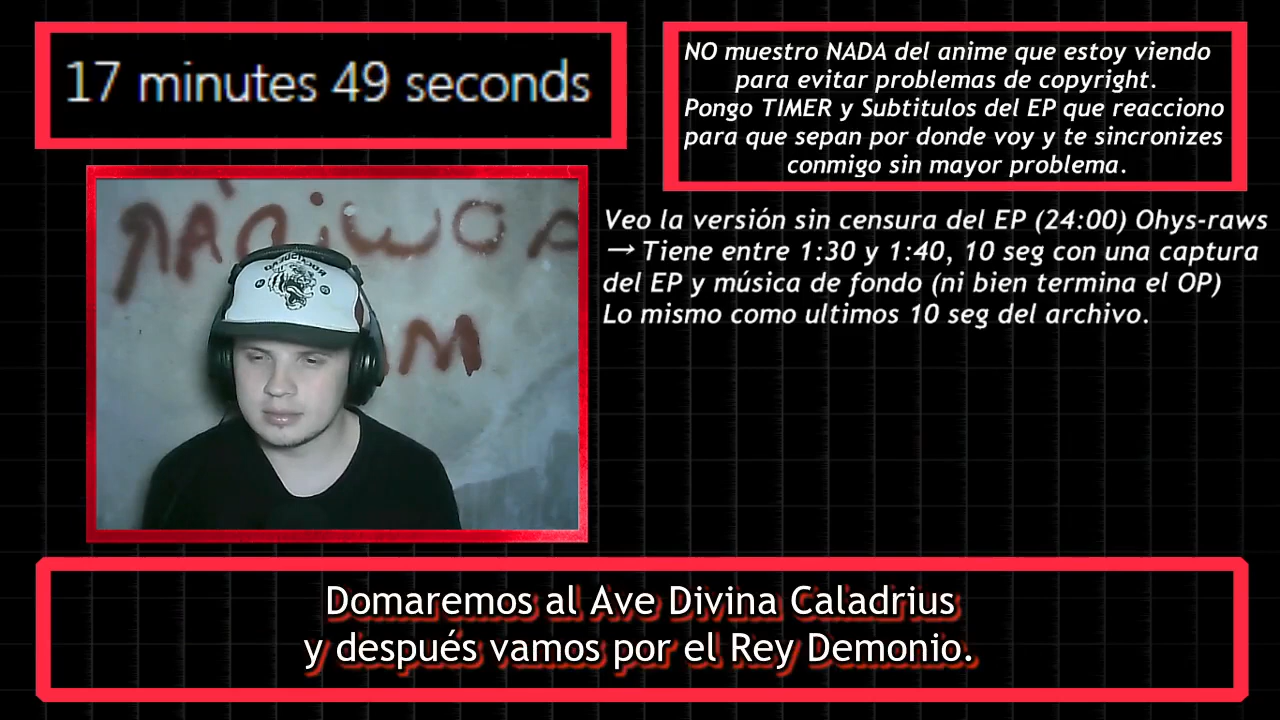 17 minutes 49 seconds
NO muestro NADA del anime que estoy viendo
para evitar problemas de copyright.
Pongo TIMER y Subtitulos del EP que reacciono
para que sepan por donde voy y te sincronizes
conmigo sin mayor problema.
Veo la versión sin censura del EP (24:00) Ohys-raws
→ Tiene entre 1:30 y 1:40, 10 seg con una captura
del EP y música de fondo (ni bien termina el OP)
Lo mismo como ultimos 10 seg del archivo.
Domaremos al Ave Divina Caladrius
y después vamos por el Rey Demonio.